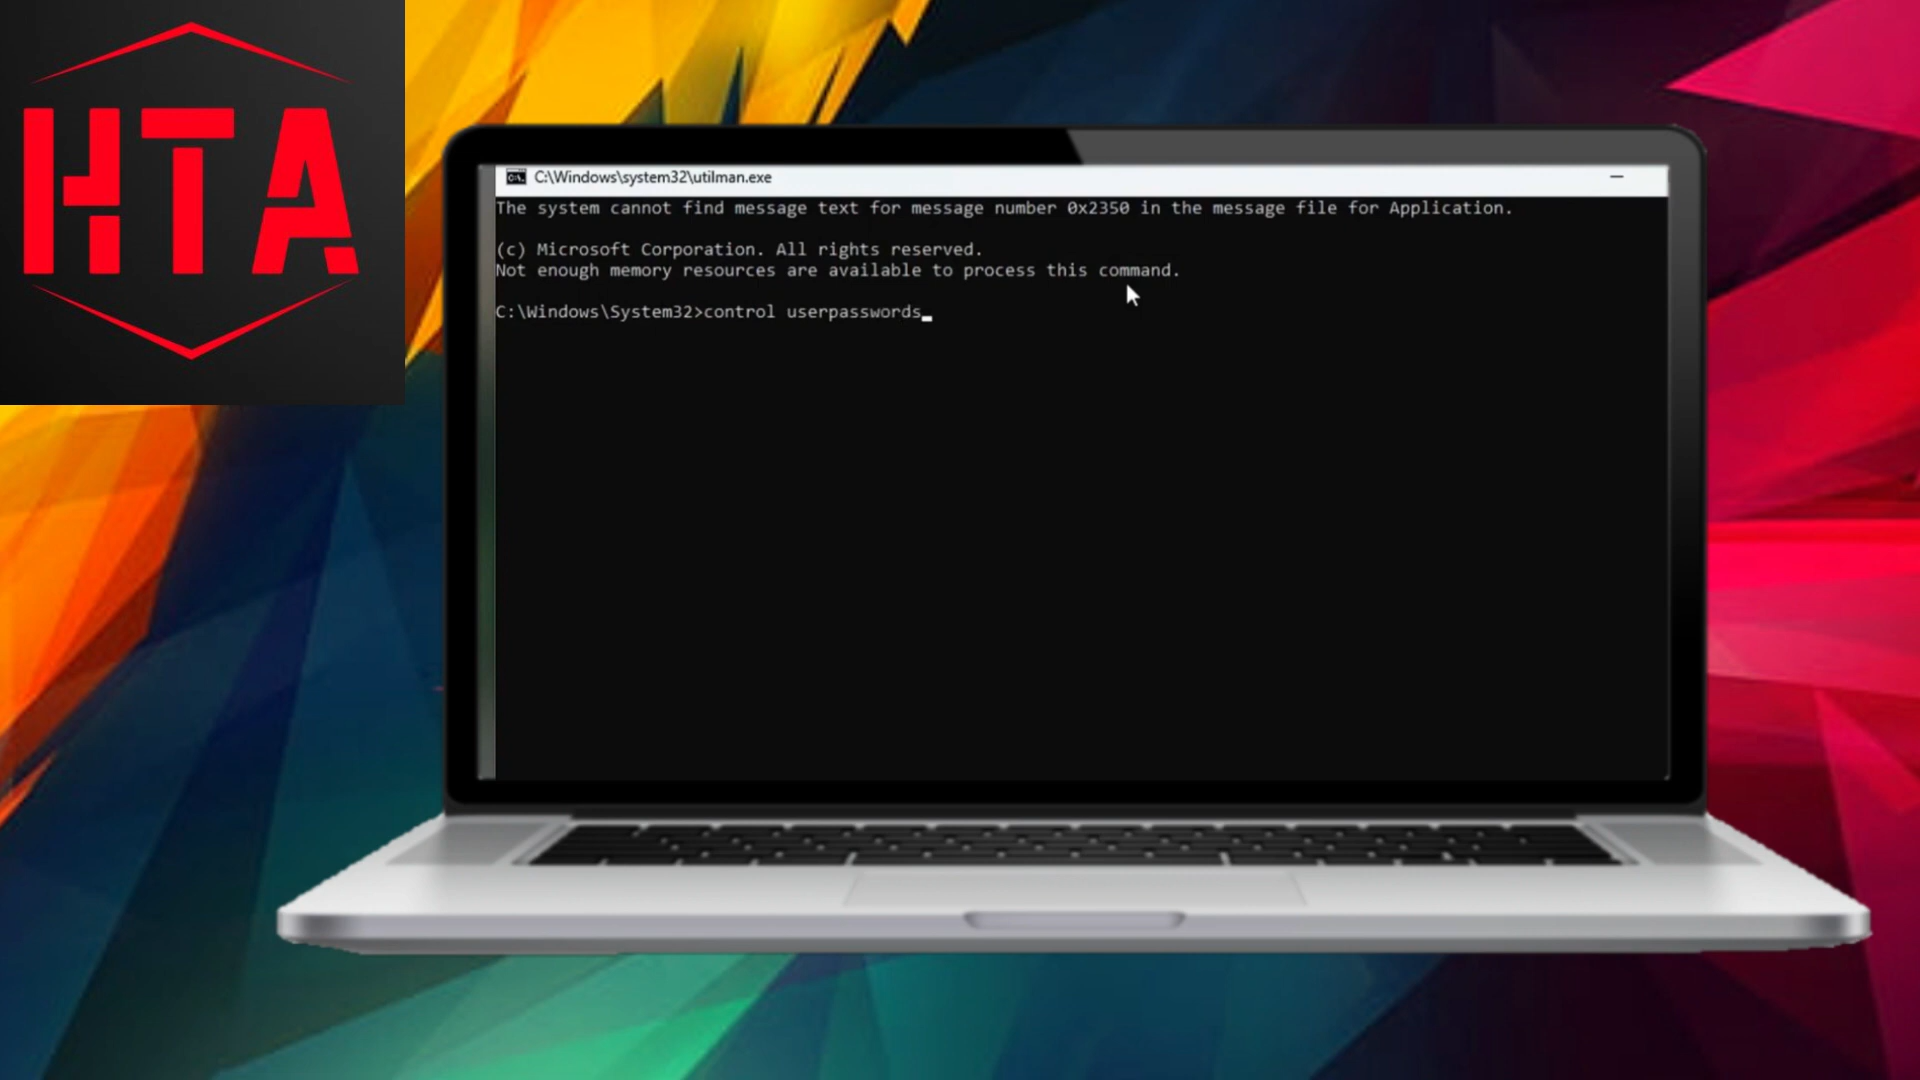 HTA
C:\Windows\system32\utilman.exe
The system cannot find message text for message number 0x2350 in the message file for Application.
(c) Microsoft Corporation. All rights reserved.
Not enough memory resources are available to process this command.
C:\Windows\System32>control userpasswords_